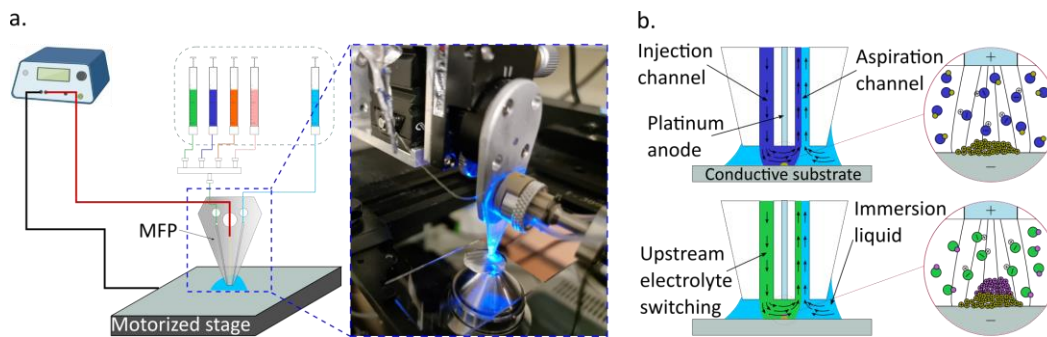 a.
MFP
Motorized stage
b.
Injection
channel
Aspiration
channel
Platinum
anode
Conductive substrate
+
−
Upstream
electrolyte
switching
Immersion
liquid
+
−